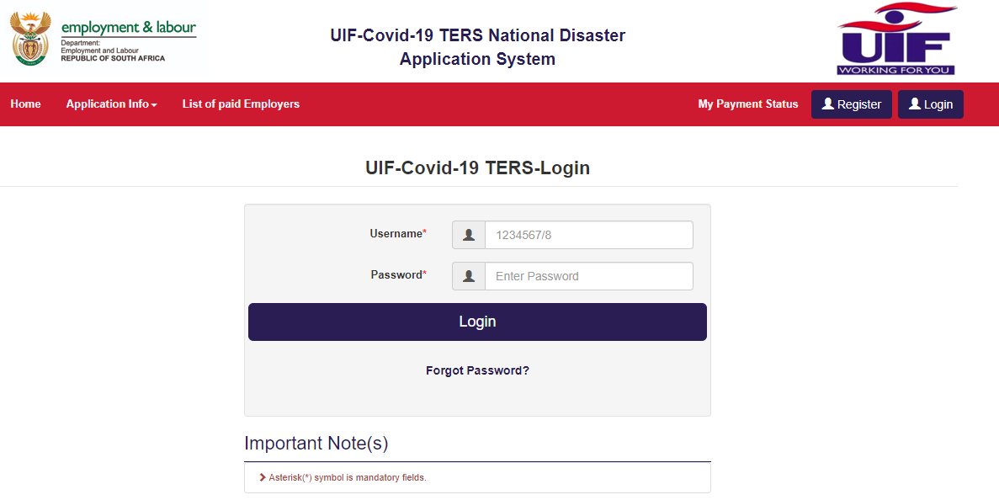 employment & labour
Department:
Employment and Labour
REPUBLIC OF SOUTH AFRICA
UIF-Covid-19 TERS National Disaster
Application System
UIF
WORKING FOR YOU
Home Application Info List of paid Employers My Payment Status Register Login
UIF-Covid-19 TERS-Login
Username* 1234567/8
Password* Enter Password
Login
Forgot Password?
Important Note(s)
Asterisk(*) symbol is mandatory fields.